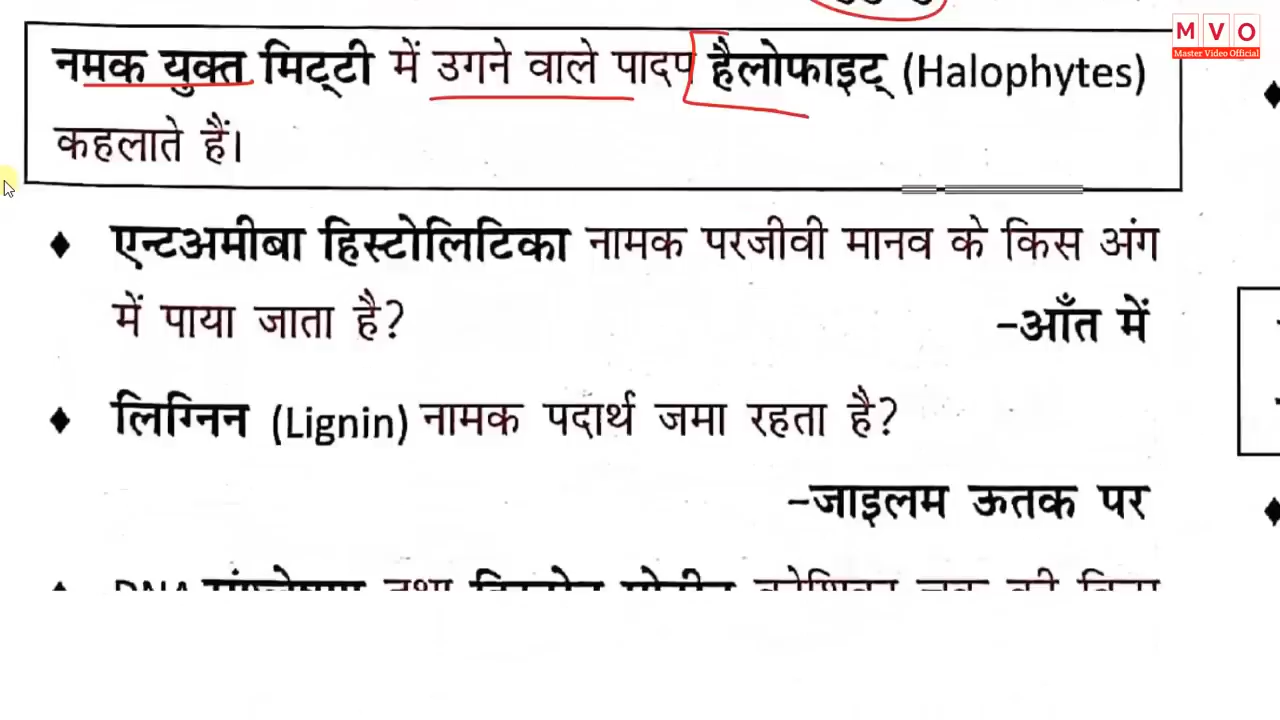 MVO
Master Video Official
नमक युक्त मिट्टी में उगने वाले पादप हैलोफाइट् (Halophytes)
कहलाते हैं।
♦ एन्टअमीबा हिस्टोलिटिका नामक परजीवी मानव के किस अंग
में पाया जाता है? -आँत में
♦ लिग्निन (Lignin) नामक पदार्थ जमा रहता है?
-जाइलम ऊतक पर